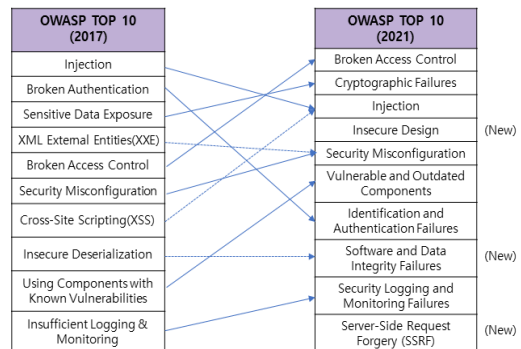 OWASP TOP 10
(2017)
Injection
Broken Authentication
Sensitive Data Exposure
XML External Entities(XXE)
Broken Access Control
Security Misconfiguration
Cross-Site Scripting(XSS)
Insecure Deserialization
Using Components with
Known Vulnerabilities
Insufficient Logging &
Monitoring
OWASP TOP 10
(2021)
Broken Access Control
Cryptographic Failures
Injection
Insecure Design
(New)
Security Misconfiguration
Vulnerable and Outdated
Components
Identification and
Authentication Failures
Software and Data
Integrity Failures
(New)
Security Logging and
Monitoring Failures
Server-Side Request
Forgery (SSRF)
(New)